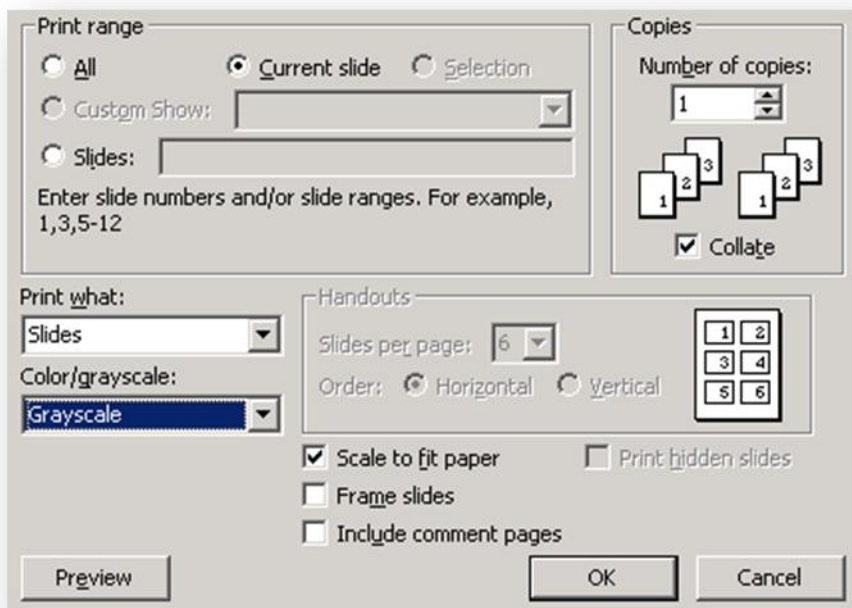 Print range
All
Current slide
Selection
Custom Show:
Slides:
Enter slide numbers and/or slide ranges. For example,
1,3,5-12
Copies
Number of copies:
1
1 2 3 1 2 3
Collate
Print what:
Slides
Color/grayscale:
Grayscale
Handouts
Slides per page: 6
Order: Horizontal Vertical
1 2
3 4
5 6
Scale to fit paper
Print hidden slides
Frame slides
Include comment pages
Preview
OK
Cancel